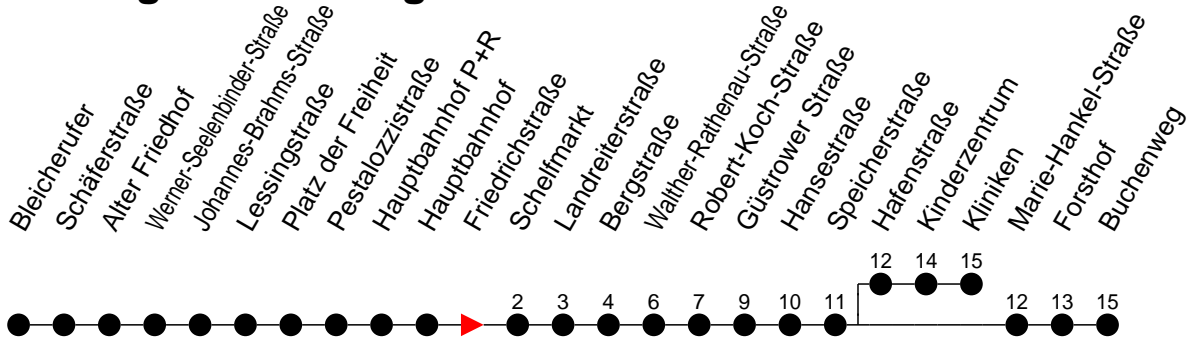 Bleicherufer
Schäferstraße
Alter Friedhof
Werner-Seelenbinder-Straße
Johannes-Brahms-Straße
Lessingstraße
Platz der Freiheit
Pestalozzistraße
Hauptbahnhof P+R
Hauptbahnhof
Friedrichstraße
Schelfmarkt
Landreiterstraße
Bergstraße
Walther-Rathenau-Straße
Robert-Koch-Straße
Güstrower Straße
Hansestraße
Speicherstraße
Hafenstraße
Kinderzentrum
Kliniken
Marie-Hankel-Straße
Forsthof
Buchenweg
12 14 15
2 3 4 6 7 9 10 11 12 13 15